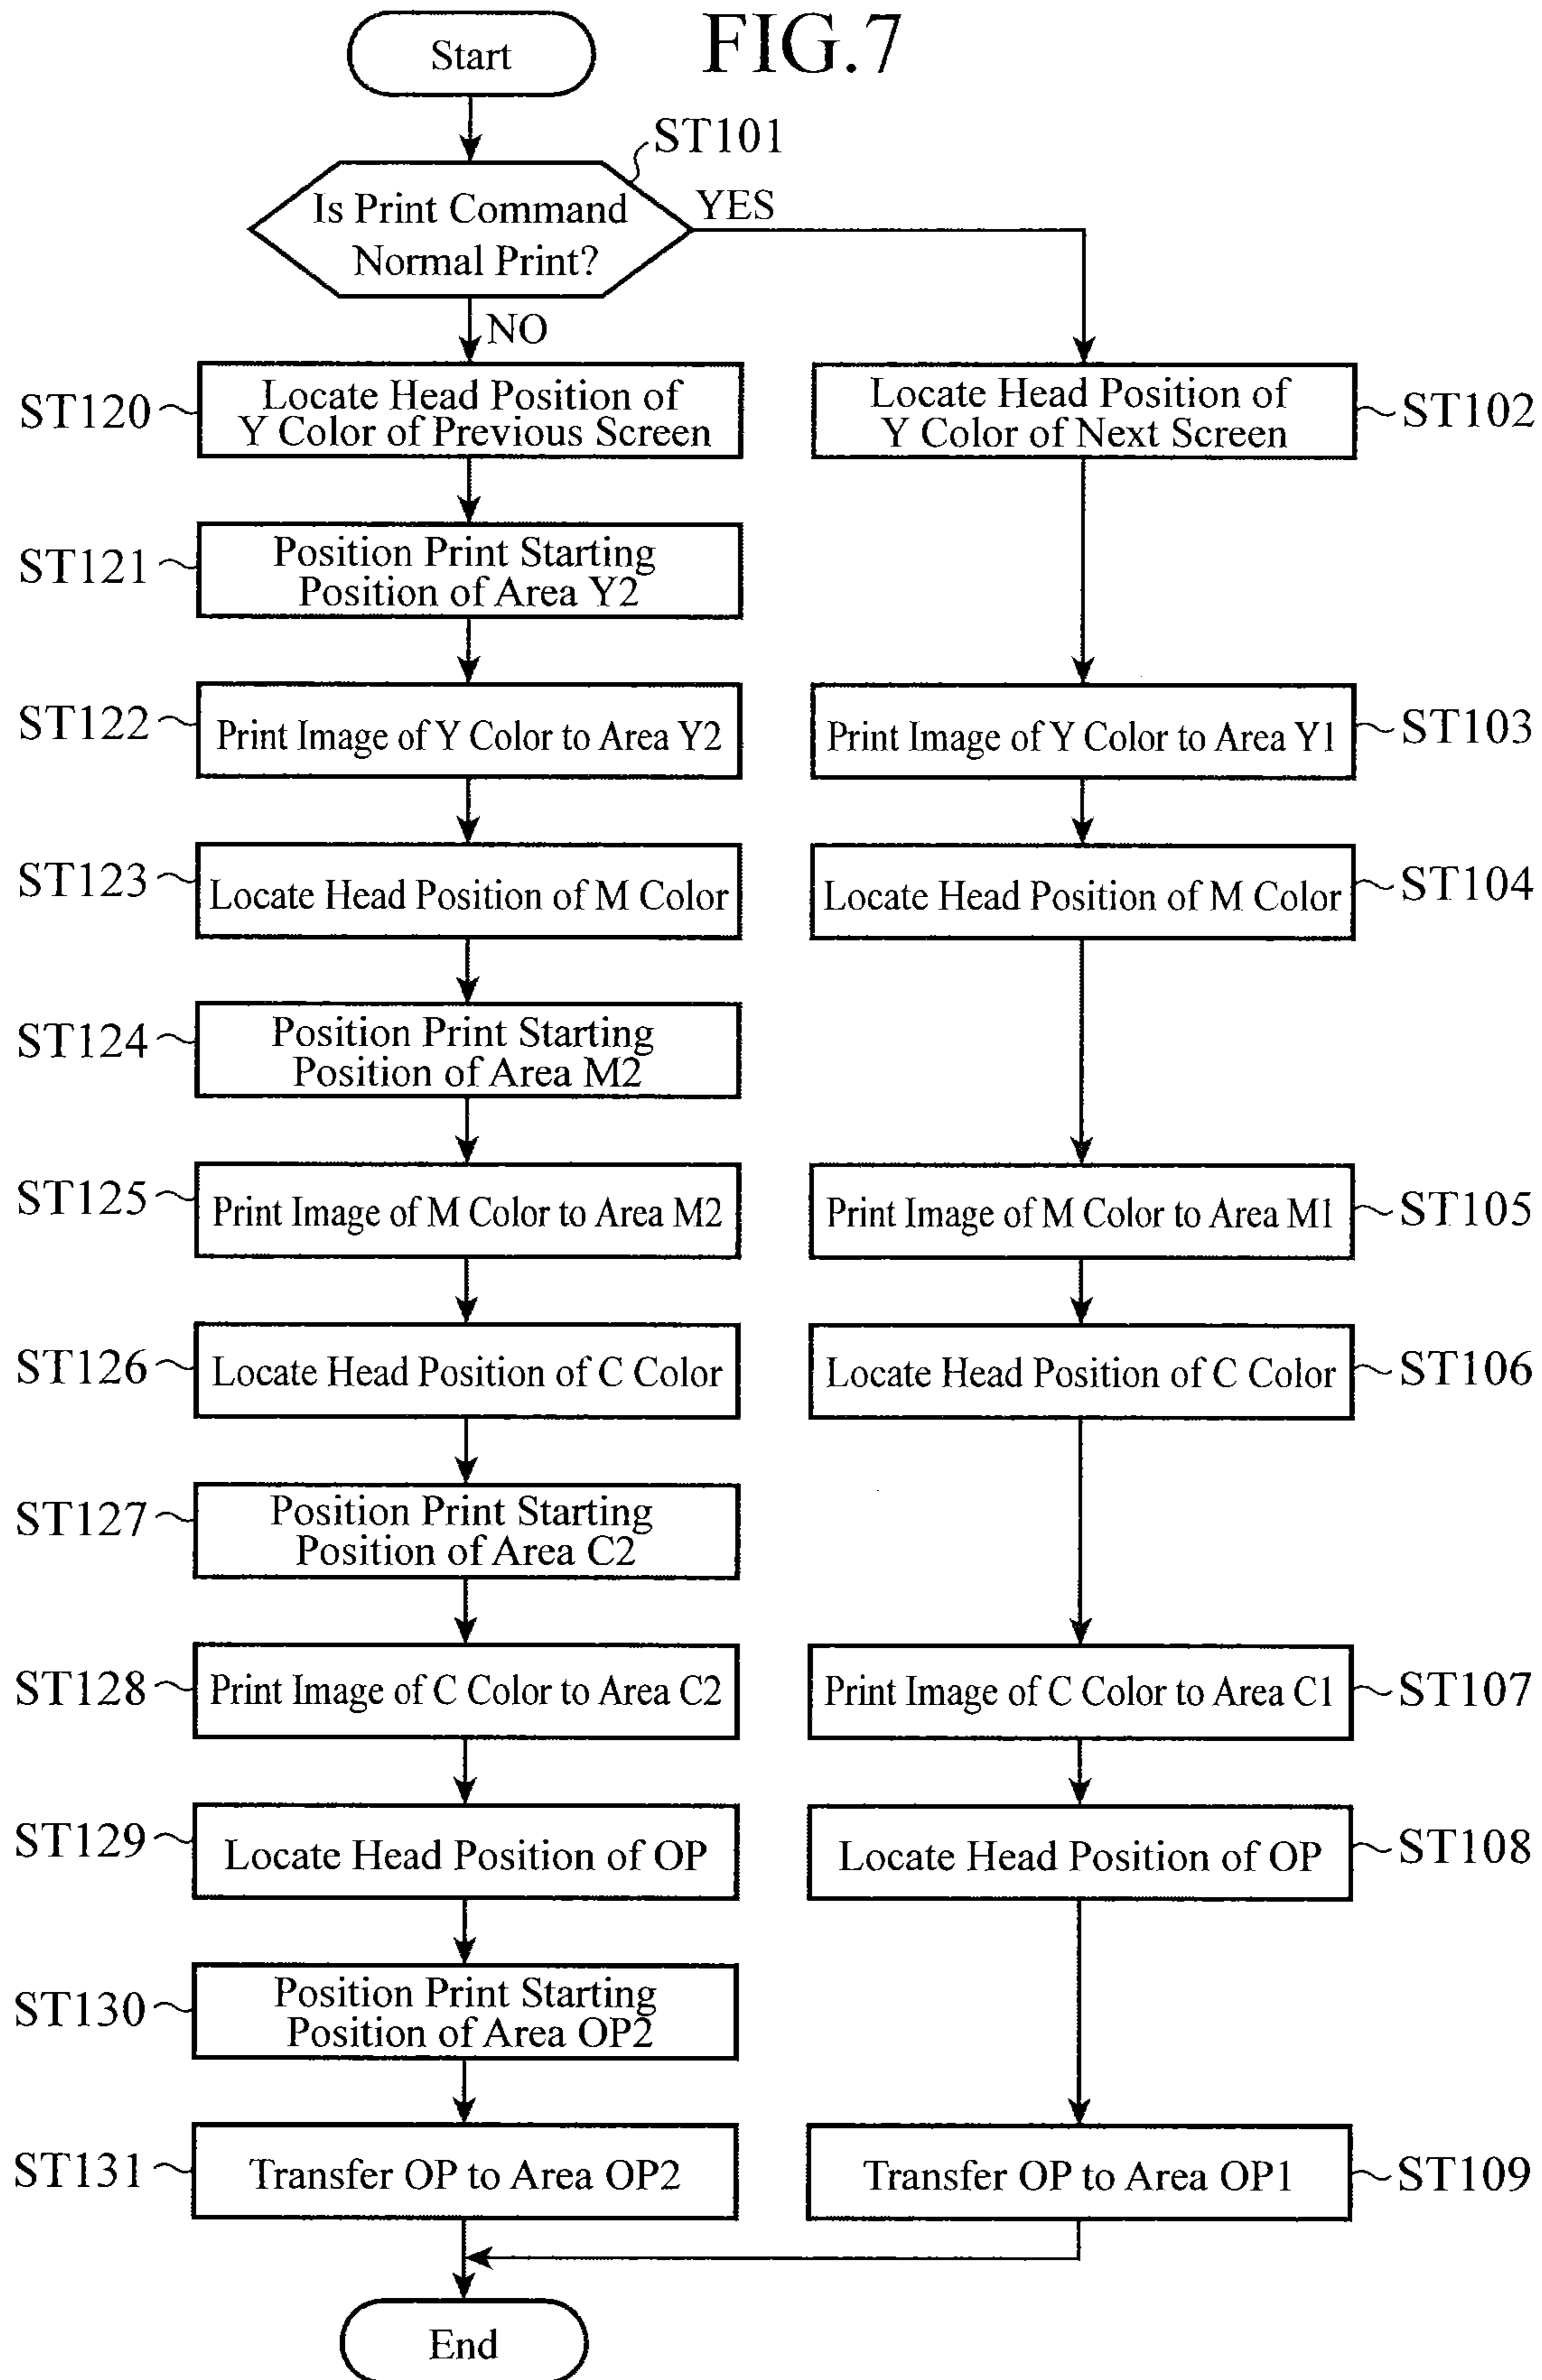 FIG.7
Start
ST101
Is Print Command
Normal Print?
YES
NO
ST120
Locate Head Position of
Y Color of Previous Screen
Locate Head Position of
Y Color of Next Screen
ST102
ST121
Position Print Starting
Position of Area Y2
ST122
Print Image of Y Color to Area Y2
Print Image of Y Color to Area Y1
ST103
ST123
Locate Head Position of M Color
Locate Head Position of M Color
ST104
ST124
Position Print Starting
Position of Area M2
ST125
Print Image of M Color to Area M2
Print Image of M Color to Area M1
ST105
ST126
Locate Head Position of C Color
Locate Head Position of C Color
ST106
ST127
Position Print Starting
Position of Area C2
ST128
Print Image of C Color to Area C2
Print Image of C Color to Area C1
ST107
ST129
Locate Head Position of OP
Locate Head Position of OP
ST108
ST130
Position Print Starting
Position of Area OP2
ST131
Transfer OP to Area OP2
Transfer OP to Area OP1
ST109
End